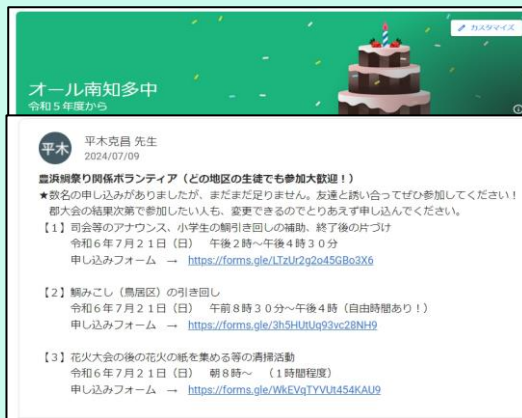 カスタマイズ
オール南知多中
令和5年度から
平木
平木克昌 先生
2024/07/09
豊浜鯛祭り関係ボランティア(どの地区の生徒でも参加大歓迎!)
★数名の申し込みがありましたが、まだまだ足りません。友達と誘い合ってぜひ参加してください!
郡大会の結果次第で参加したい人も、変更できるのでとりあえず申し込んでください。
【1】司会等のアナウンス、小学生の鯛引き回しの補助、終了後の片づけ
令和6年7月21日(日) 午後2時~午後4時30分
申し込みフォーム → https://forms.gle/LTzUr2g2o45GBo3X6
【2】鯛みこし(鳥居区)の引き回し
令和6年7月21日(日) 午前8時30分~午後4時(自由時間あり!)
申し込みフォーム → https://forms.gle/3h5HUtUq93vc28NH9
【3】花火大会の後の花火の紙を集める等の清掃活動
令和6年7月21日(日) 朝8時~ (1時間程度)
申し込みフォーム → https://forms.gle/WkEVqTYVUt454KAU9